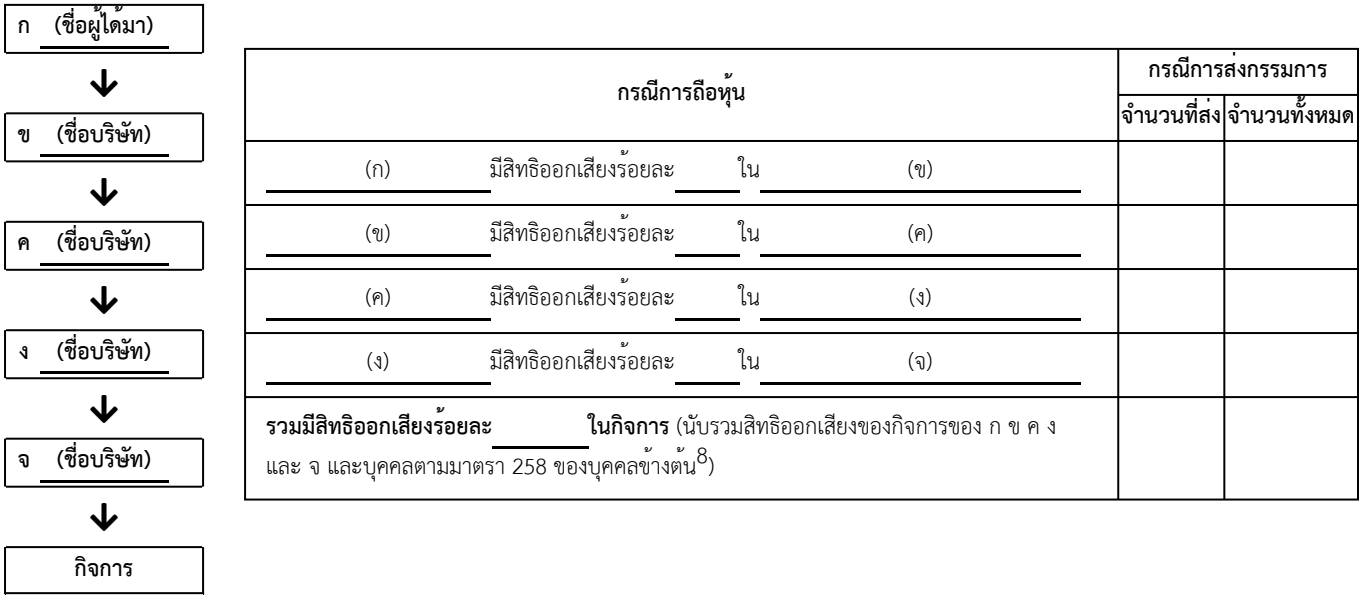 ก (ชื่อผู้ได้มา)
ข (ชื่อบริษัท)
ค (ชื่อบริษัท)
ง (ชื่อบริษัท)
จ (ชื่อบริษัท)
กิจการ
กรณีการถือหุ้น
กรณีการส่งกรรมการ
จำนวนที่ส่ง จำนวนทั้งหมด
(ก) มีสิทธิออกเสียงร้อยละ ใน (ข)
(ข) มีสิทธิออกเสียงร้อยละ ใน (ค)
(ค) มีสิทธิออกเสียงร้อยละ ใน (ง)
(ง) มีสิทธิออกเสียงร้อยละ ใน (จ)
รวมมีสิทธิออกเสียงร้อยละ ในกิจการ (นับรวมสิทธิออกเสียงของกิจการของ ก ข ค ง
และ จ และบุคคลตามมาตรา 258 ของบุคคลข้างต้น8)